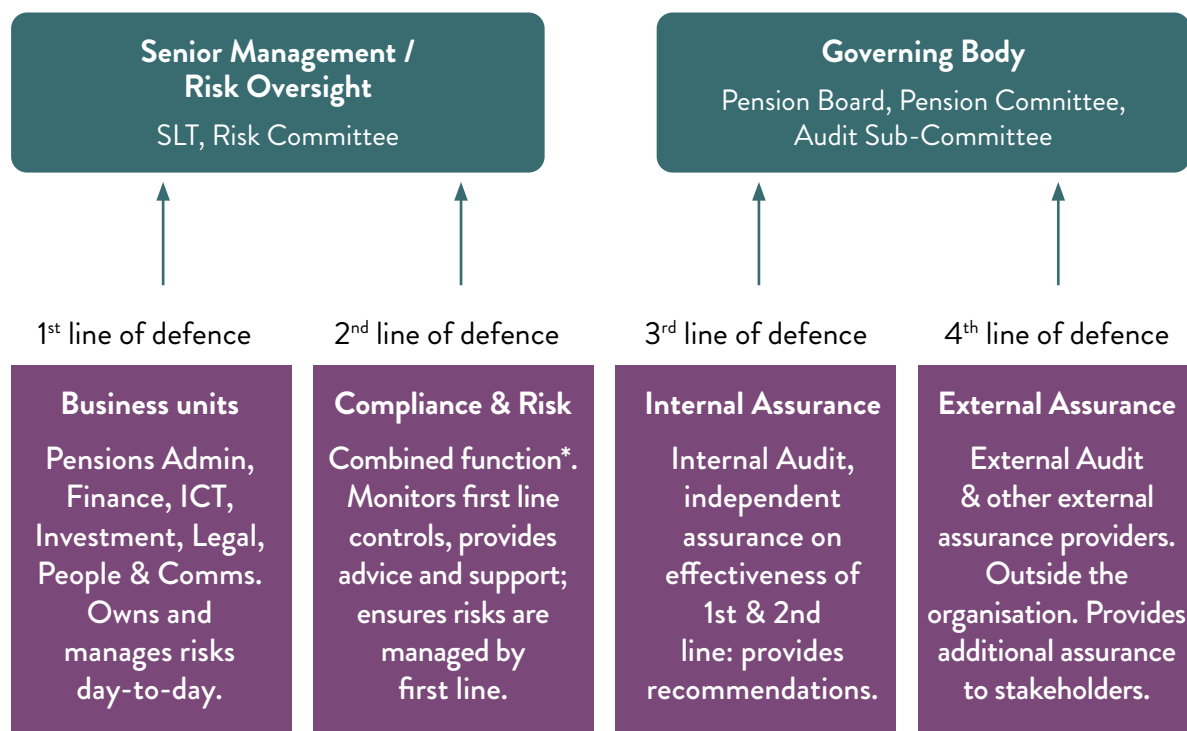 Senior Management /
Risk Oversight
SLT, Risk Committee
Governing Body
Pension Board, Pension Comnittee,
Audit Sub-Committee
1st line of defence
2nd line of defence
3rd line of defence
4th line of defence
Business units
Pensions Admin,
Finance, ICT,
Investment, Legal,
People & Comms.
Owns and
manages risks
day-to-day.
Compliance & Risk
Combined function*.
Monitors first line
controls, provides
advice and support;
ensures risks are
managed by
first line.
Internal Assurance
Internal Audit,
independent
assurance on
effectiveness of
1st & 2nd
line: provides
recommendations.
External Assurance
External Audit
& other external
assurance providers.
Outside the
organisation. Provides
additional assurance
to stakeholders.